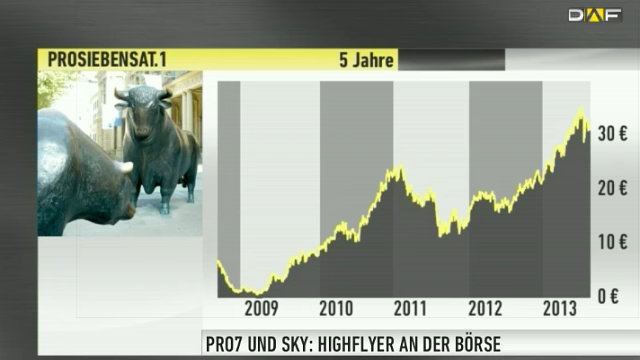 DAF
PROSIEBENSAT.1 5 Jahre
30 €
20 €
10 €
0 €
2009 2010 2011 2012 2013
PRO7 UND SKY: HIGHFLYER AN DER BÖRSE